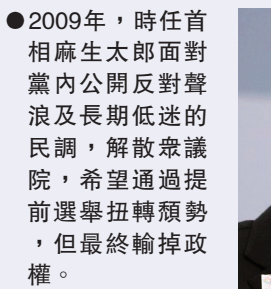 ●2009年，時任首
相麻生太郎面對
黨內公開反對聲
浪及長期低迷的
民調，解散衆議
院，希望通過提
前選舉扭轉頹勢
，但最終輸掉政
權。